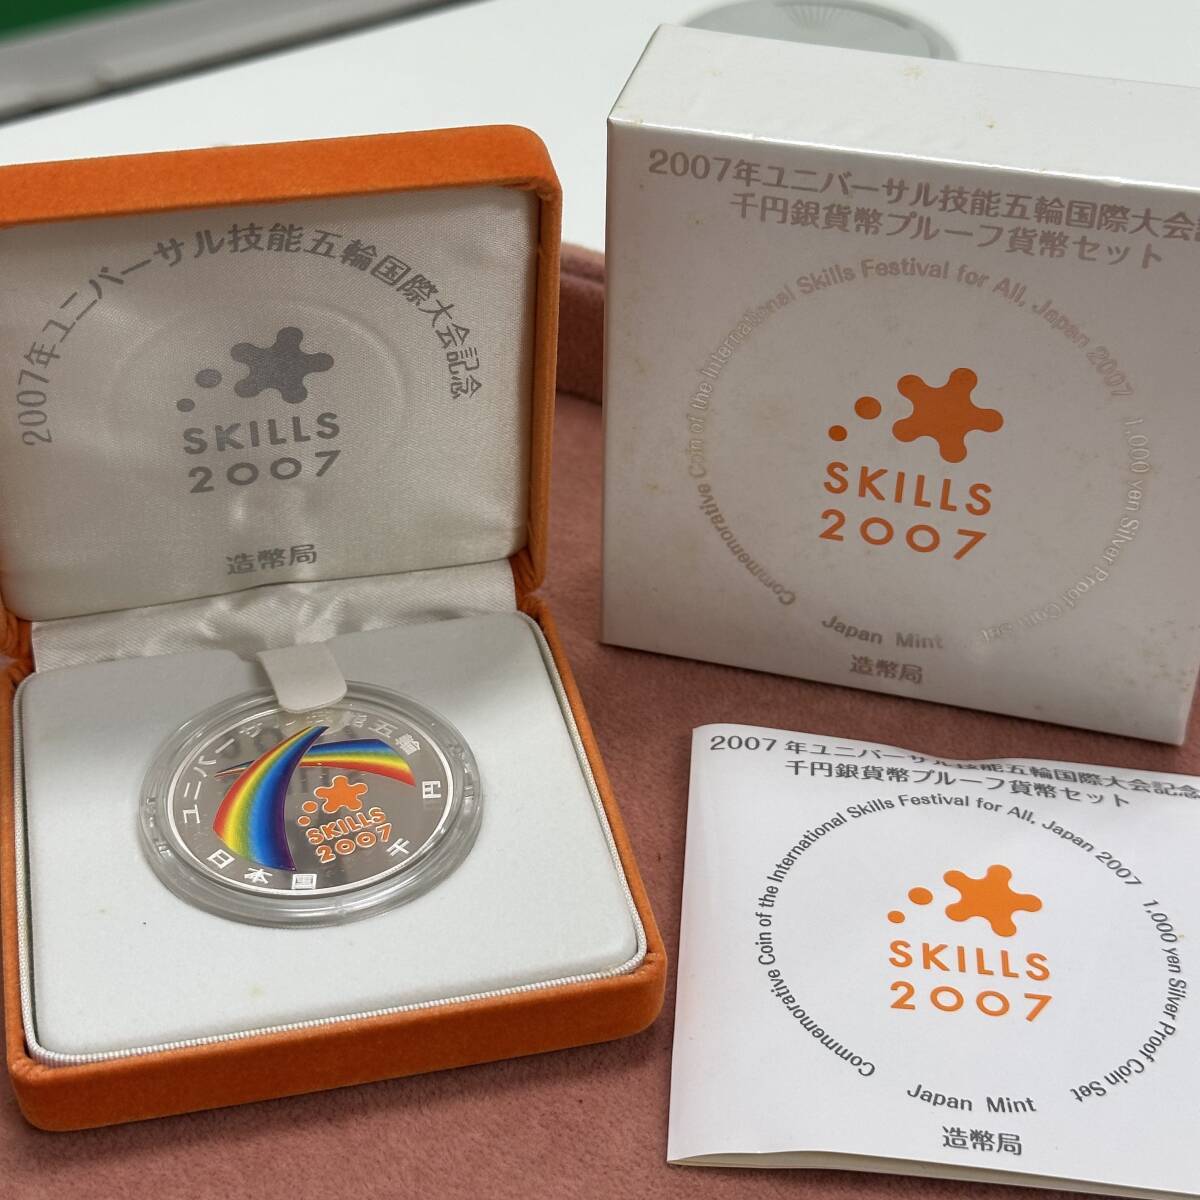 2007年ユニバーサル技能五輪国際大会記念
SKILLS
2007
造幣局
ユニバーサル技能五輪
SKILLS
2007
日本国
千円
2007年ユニバーサル技能五輪国際大会
千円銀貨幣プルーフ貨幣セット
Commemorative Coin of the International Skills Festival for All, Japan 2007 1,000 yen Silver Proof Coin Set
SKILLS
2007
Japan Mint
造幣局
2007年ユニバーサル技能五輪国際大会記念
千円銀貨幣プルーフ貨幣セット
Commemorative Coin of the International Skills Festival for All, Japan 2007 1,000 yen Silver Proof Coin Set
SKILLS
2007
Japan Mint
造幣局